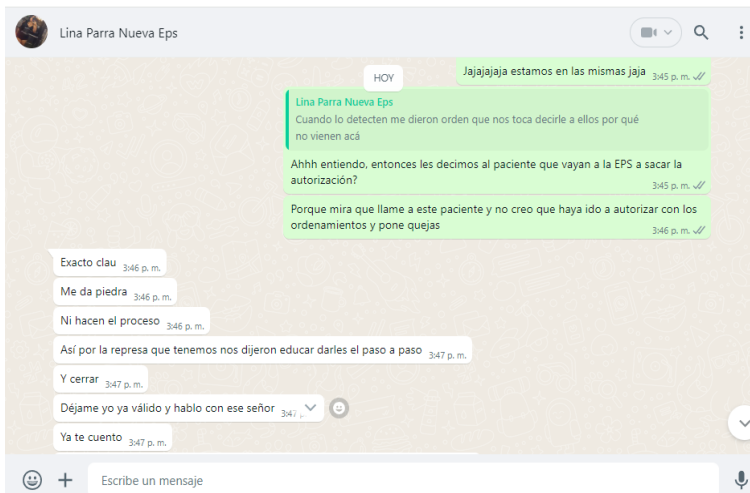 Lina Parra Nueva Eps
Jajajajaja estamos en las mismas jaja 3:45 p. m.
HOY
Lina Parra Nueva Eps
Cuando lo detecten me dieron orden que nos toca decirle a ellos por qué
no vienen acá
Ahhh entiendo, entonces les decimos al paciente que vayan a la EPS a sacar la
autorización?
3:45 p. m.
Porque mira que llame a este paciente y no creo que haya ido a autorizar con los
ordenamientos y pone quejas
3:46 p. m.
Exacto clau 3:46 p. m.
Me da piedra 3:46 p. m.
Ni hacen el proceso 3:46 p. m.
Así por la represa que tenemos nos dijeron educar darles el paso a paso 3:47 p. m.
Y cerrar 3:47 p. m.
Déjame yo ya válido y hablo con ese señor 3:47
Ya te cuento 3:47 p. m.
Escribe un mensaje